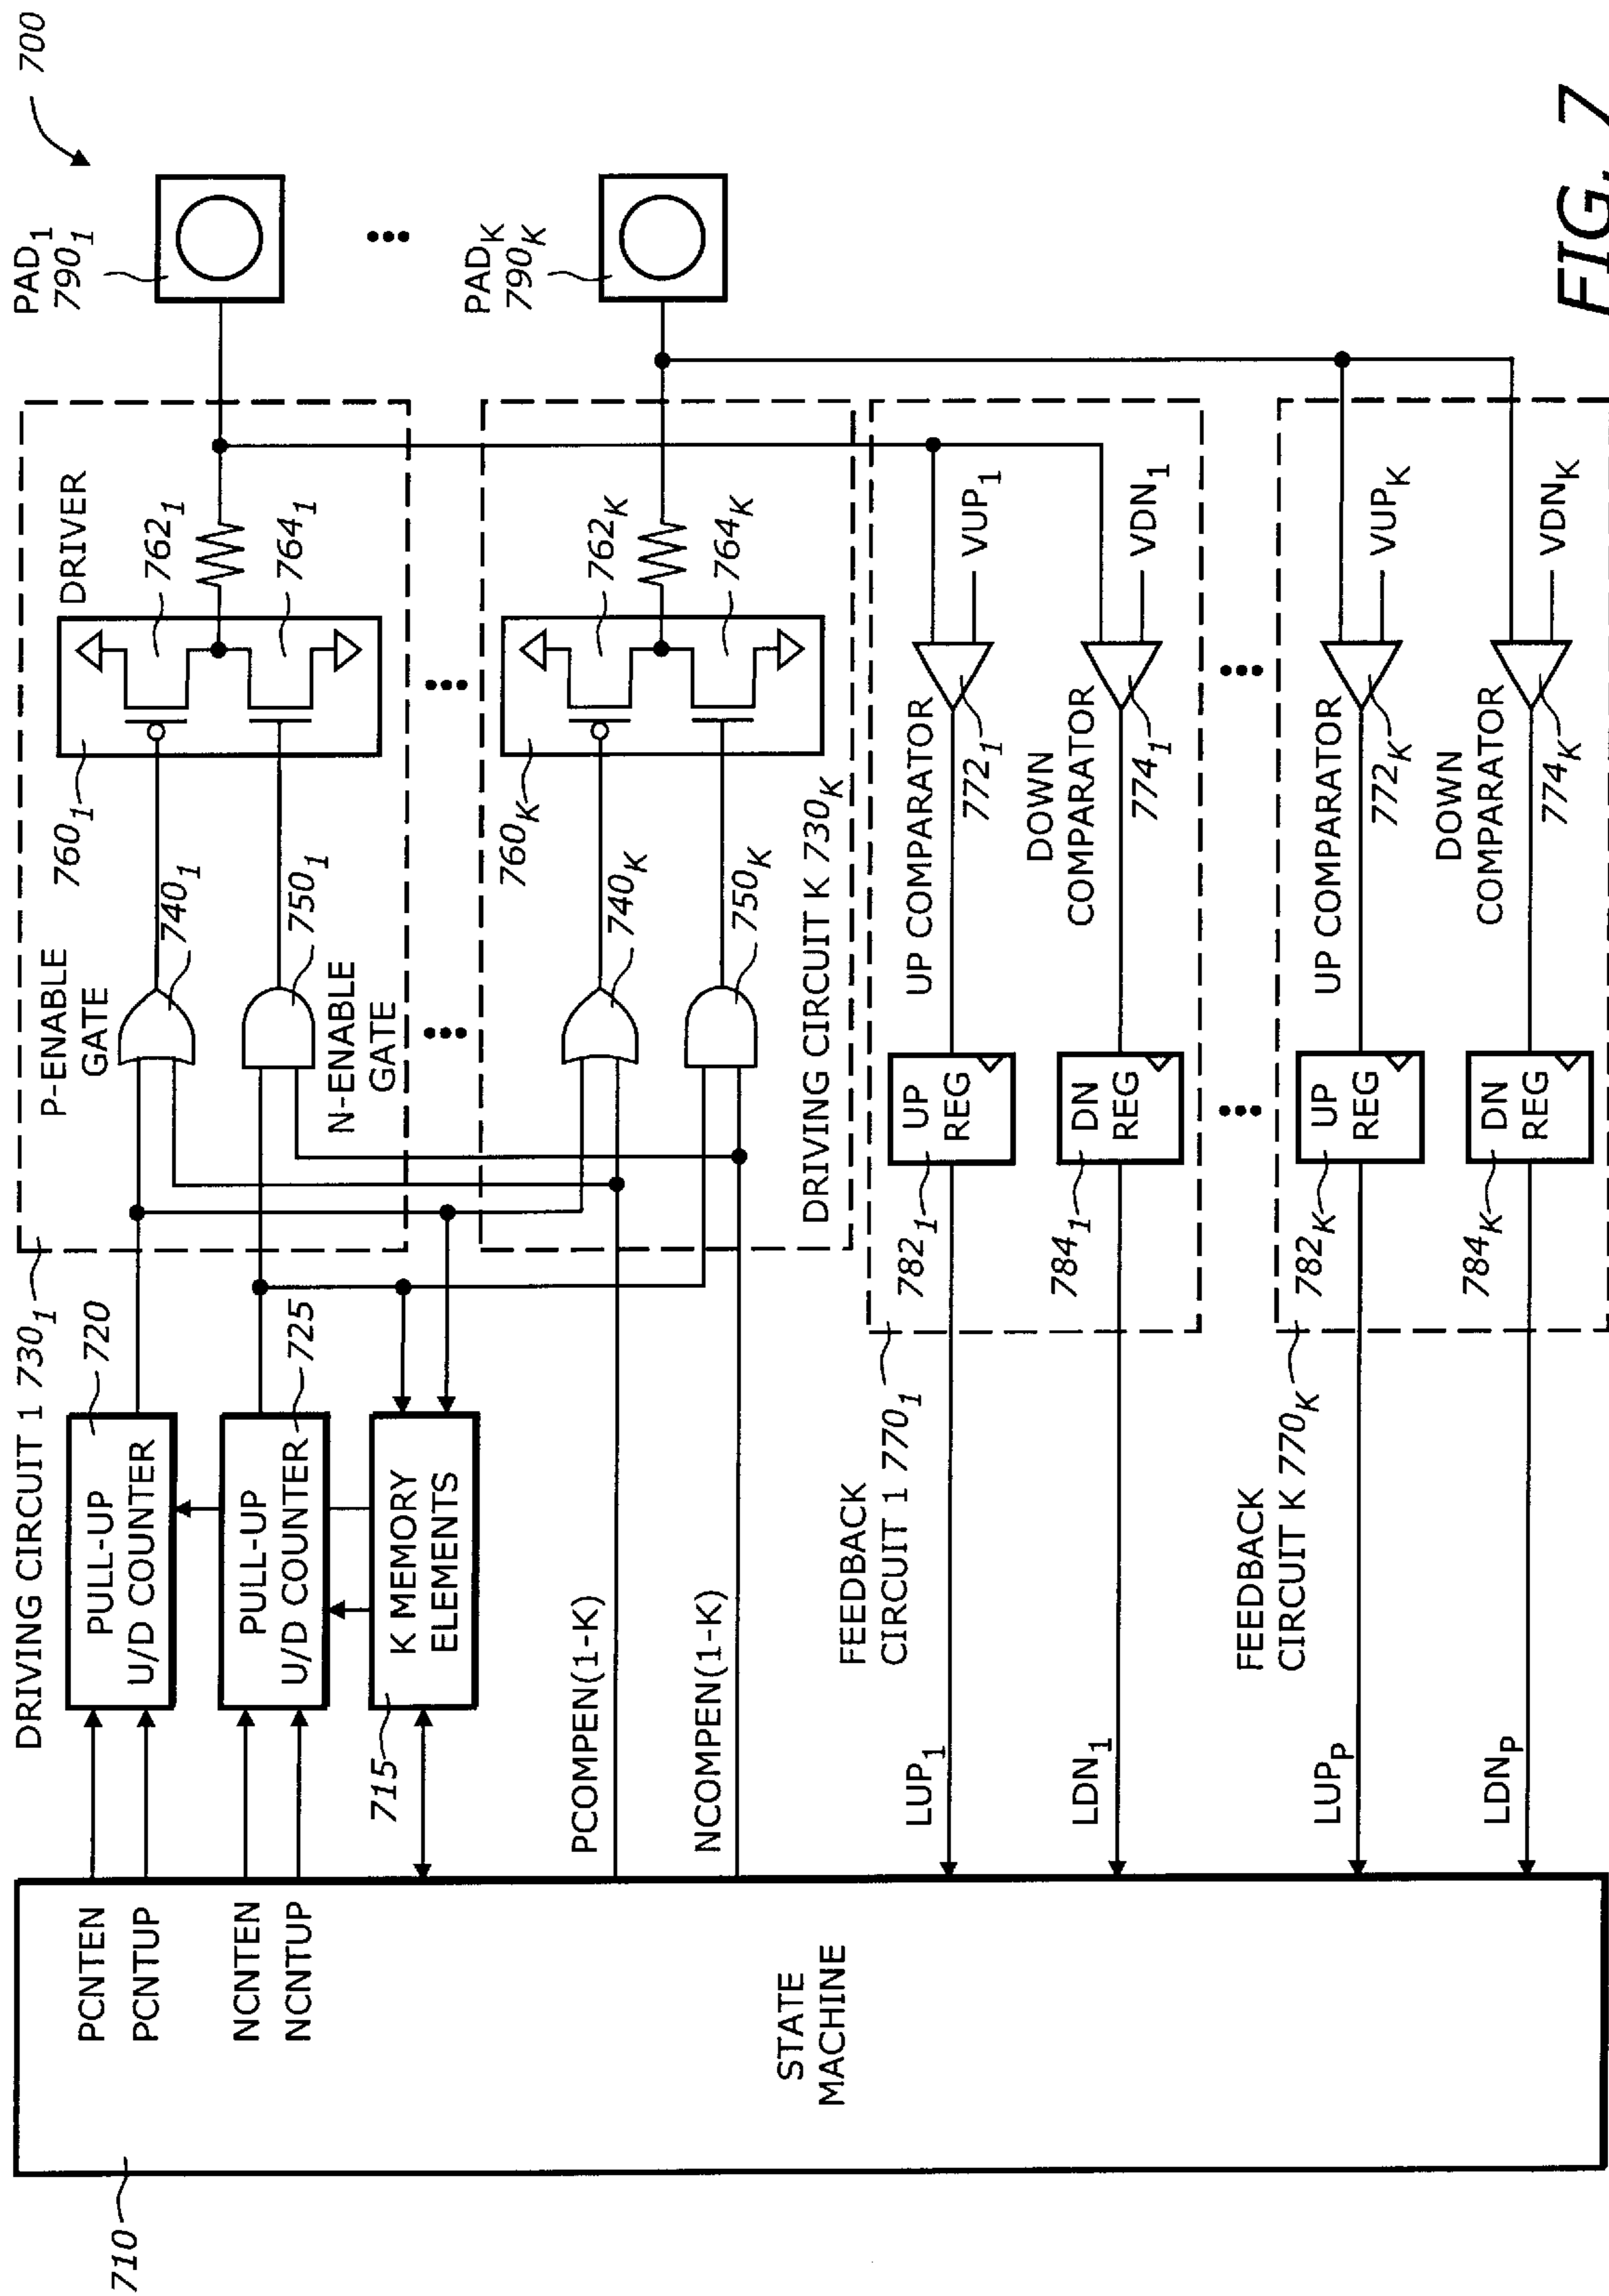 700
PAD1
7901
PADK
790K
DRIVING CIRCUIT 1 7301
P-ENABLE
GATE
7401
7501
N-ENABLE
GATE
7601
DRIVER
7621
7641
720
PULL-UP
U/D COUNTER
725
PULL-UP
U/D COUNTER
715
K MEMORY
ELEMENTS
PCNTEN
PCNTUP
NCNTEN
NCNTUP
760K
762K
764K
740K
750K
DRIVING CIRCUIT K 730K
PCOMPEN(1-K)
NCOMPEN(1-K)
710
STATE
MACHINE
FEEDBACK
CIRCUIT 1 7701
LUP1
7821
UP
REG
UP COMPARATOR
7721
VUP1
LDN1
7841
DN
REG
DOWN
COMPARATOR
7741
VDN1
FEEDBACK
CIRCUIT K 770K
LUPP
782K
UP
REG
UP COMPARATOR
772K
VUPK
LDNP
784K
DN
REG
DOWN
COMPARATOR
774K
VDNK
FIG. 7